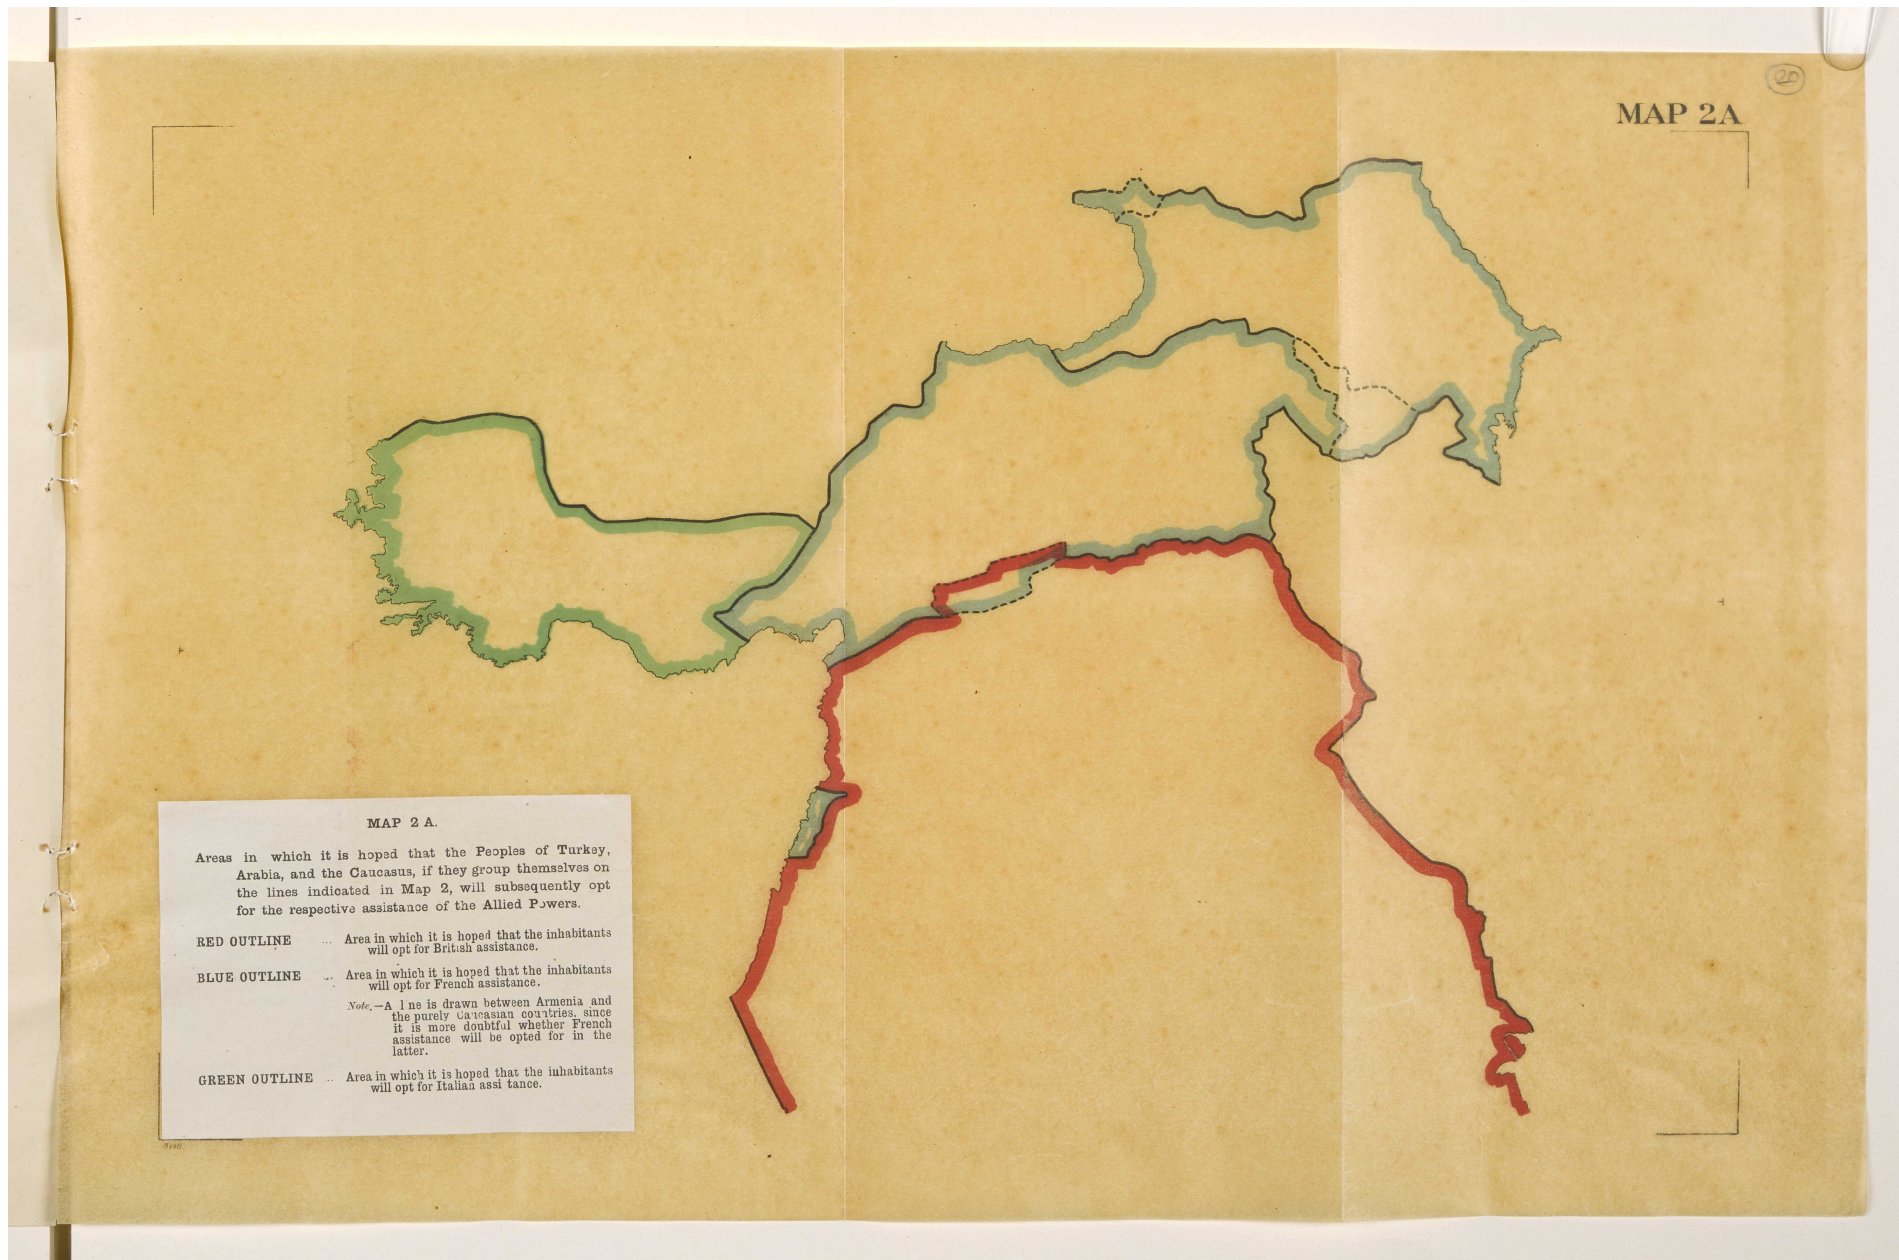 20
MAP 2A
MAP 2 A.
Areas in which it is hoped that the Peoples of Turkey,
Arabia, and the Caucasus, if they group themselves on
the lines indicated in Map 2, will subsequently opt
for the respective assistance of the Allied Powers.
RED OUTLINE ... Area in which it is hoped that the inhabitants
will opt for British assistance.
BLUE OUTLINE ... Area in which it is hoped that the inhabitants
will opt for French assistance.
Note.—A l ne is drawn between Armenia and
the purely Caucasian countries, since
it is more doubtful whether French
assistance will be opted for in the
latter.
GREEN OUTLINE ... Area in which it is hoped that the inhabitants
will opt for Italian assi tance.